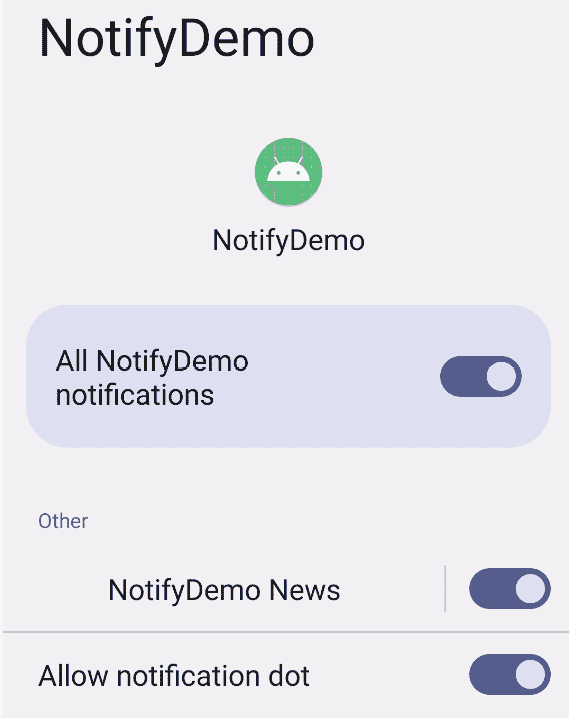 NotifyDemo
NotifyDemo
All NotifyDemo
notifications
Other
NotifyDemo News
Allow notification dot